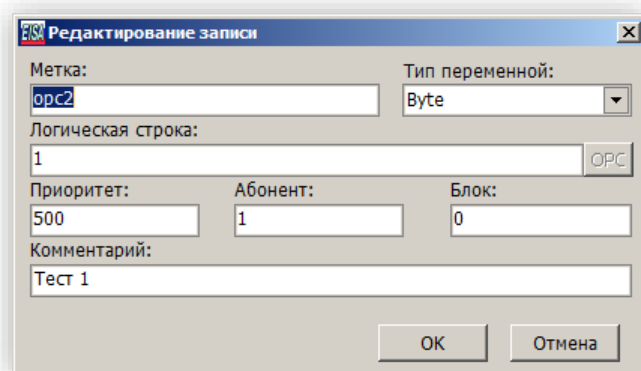 EISA Редактирование записи
Метка: Тип переменной:
opc2 Byte
Логическая строка:
1 OPC
Приоритет: Абонент: Блок:
500 1 0
Комментарий:
Тест 1
OK Отмена